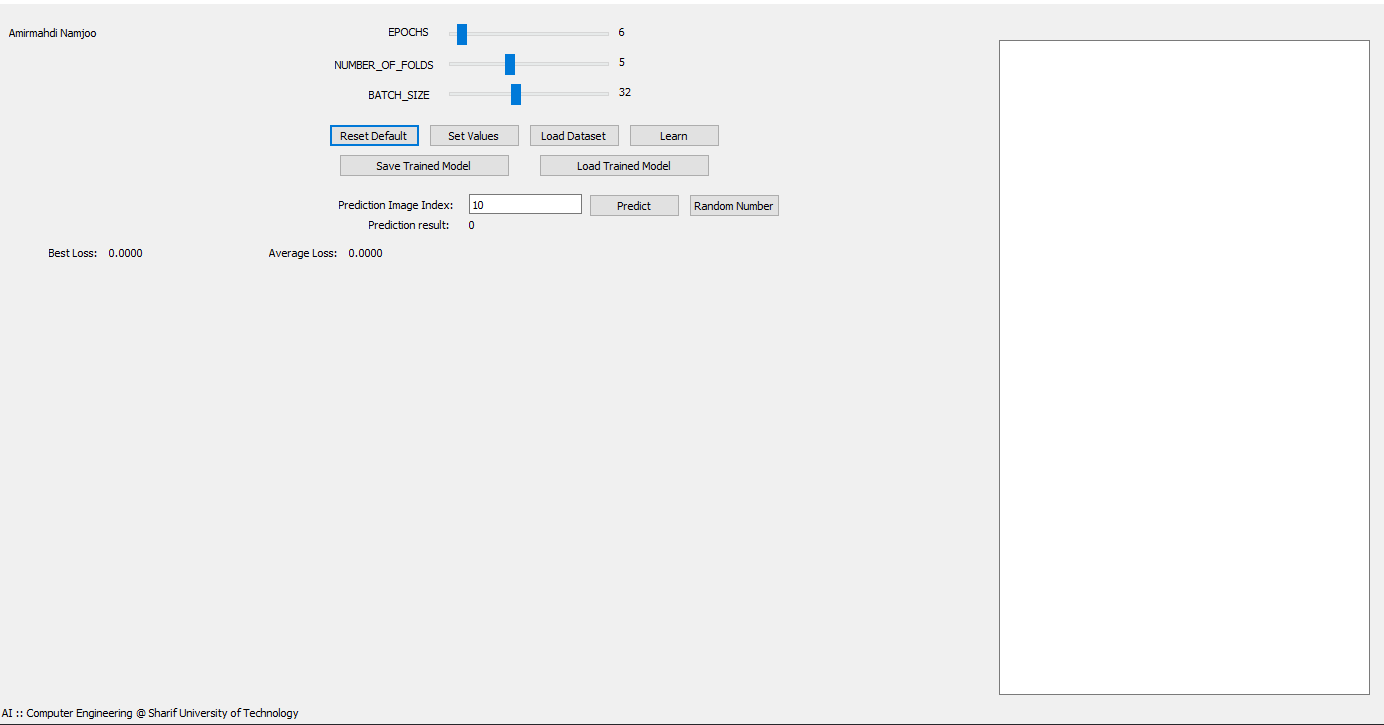 Amirmahdi Namjoo
EPOCHS 6
NUMBER_OF_FOLDS 5
BATCH_SIZE 32
Reset Default Set Values Load Dataset Learn
Save Trained Model Load Trained Model
Prediction Image Index: 10 Predict Random Number
Prediction result: 0
Best Loss: 0.0000 Average Loss: 0.0000
AI :: Computer Engineering @ Sharif University of Technology